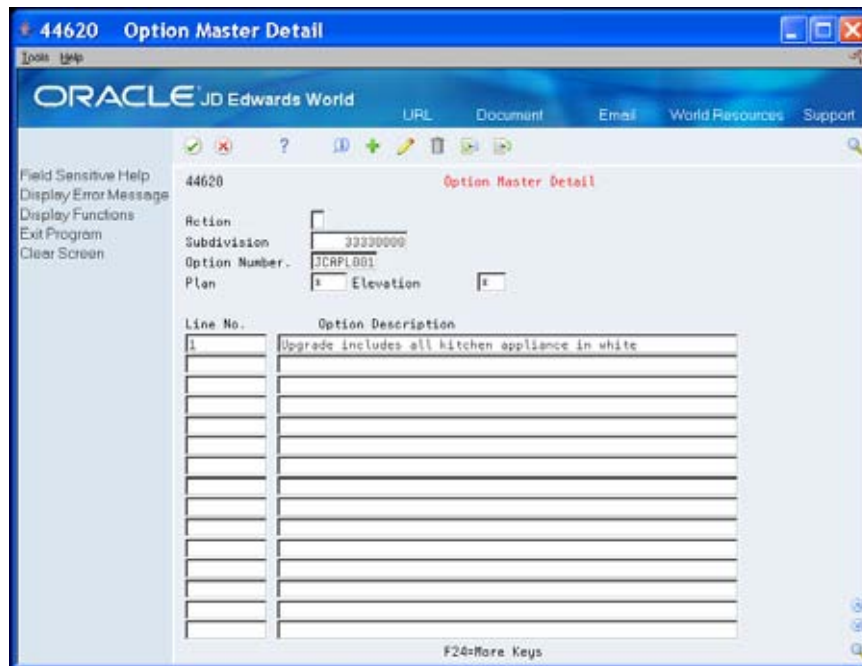 44620 Option Master Detail
Tools Help
ORACLE JD Edwards World
URL Document Email World Resources Support
Field Sensitive Help
Display Error Message
Display Functions
Exit Program
Clear Screen
44620 Option Master Detail
Action
Subdivision 33330000
Option Number. JCAPL001
Plan * Elevation *
Line No. Option Description
1 Upgrade includes all kitchen appliance in white
F24=More Keys